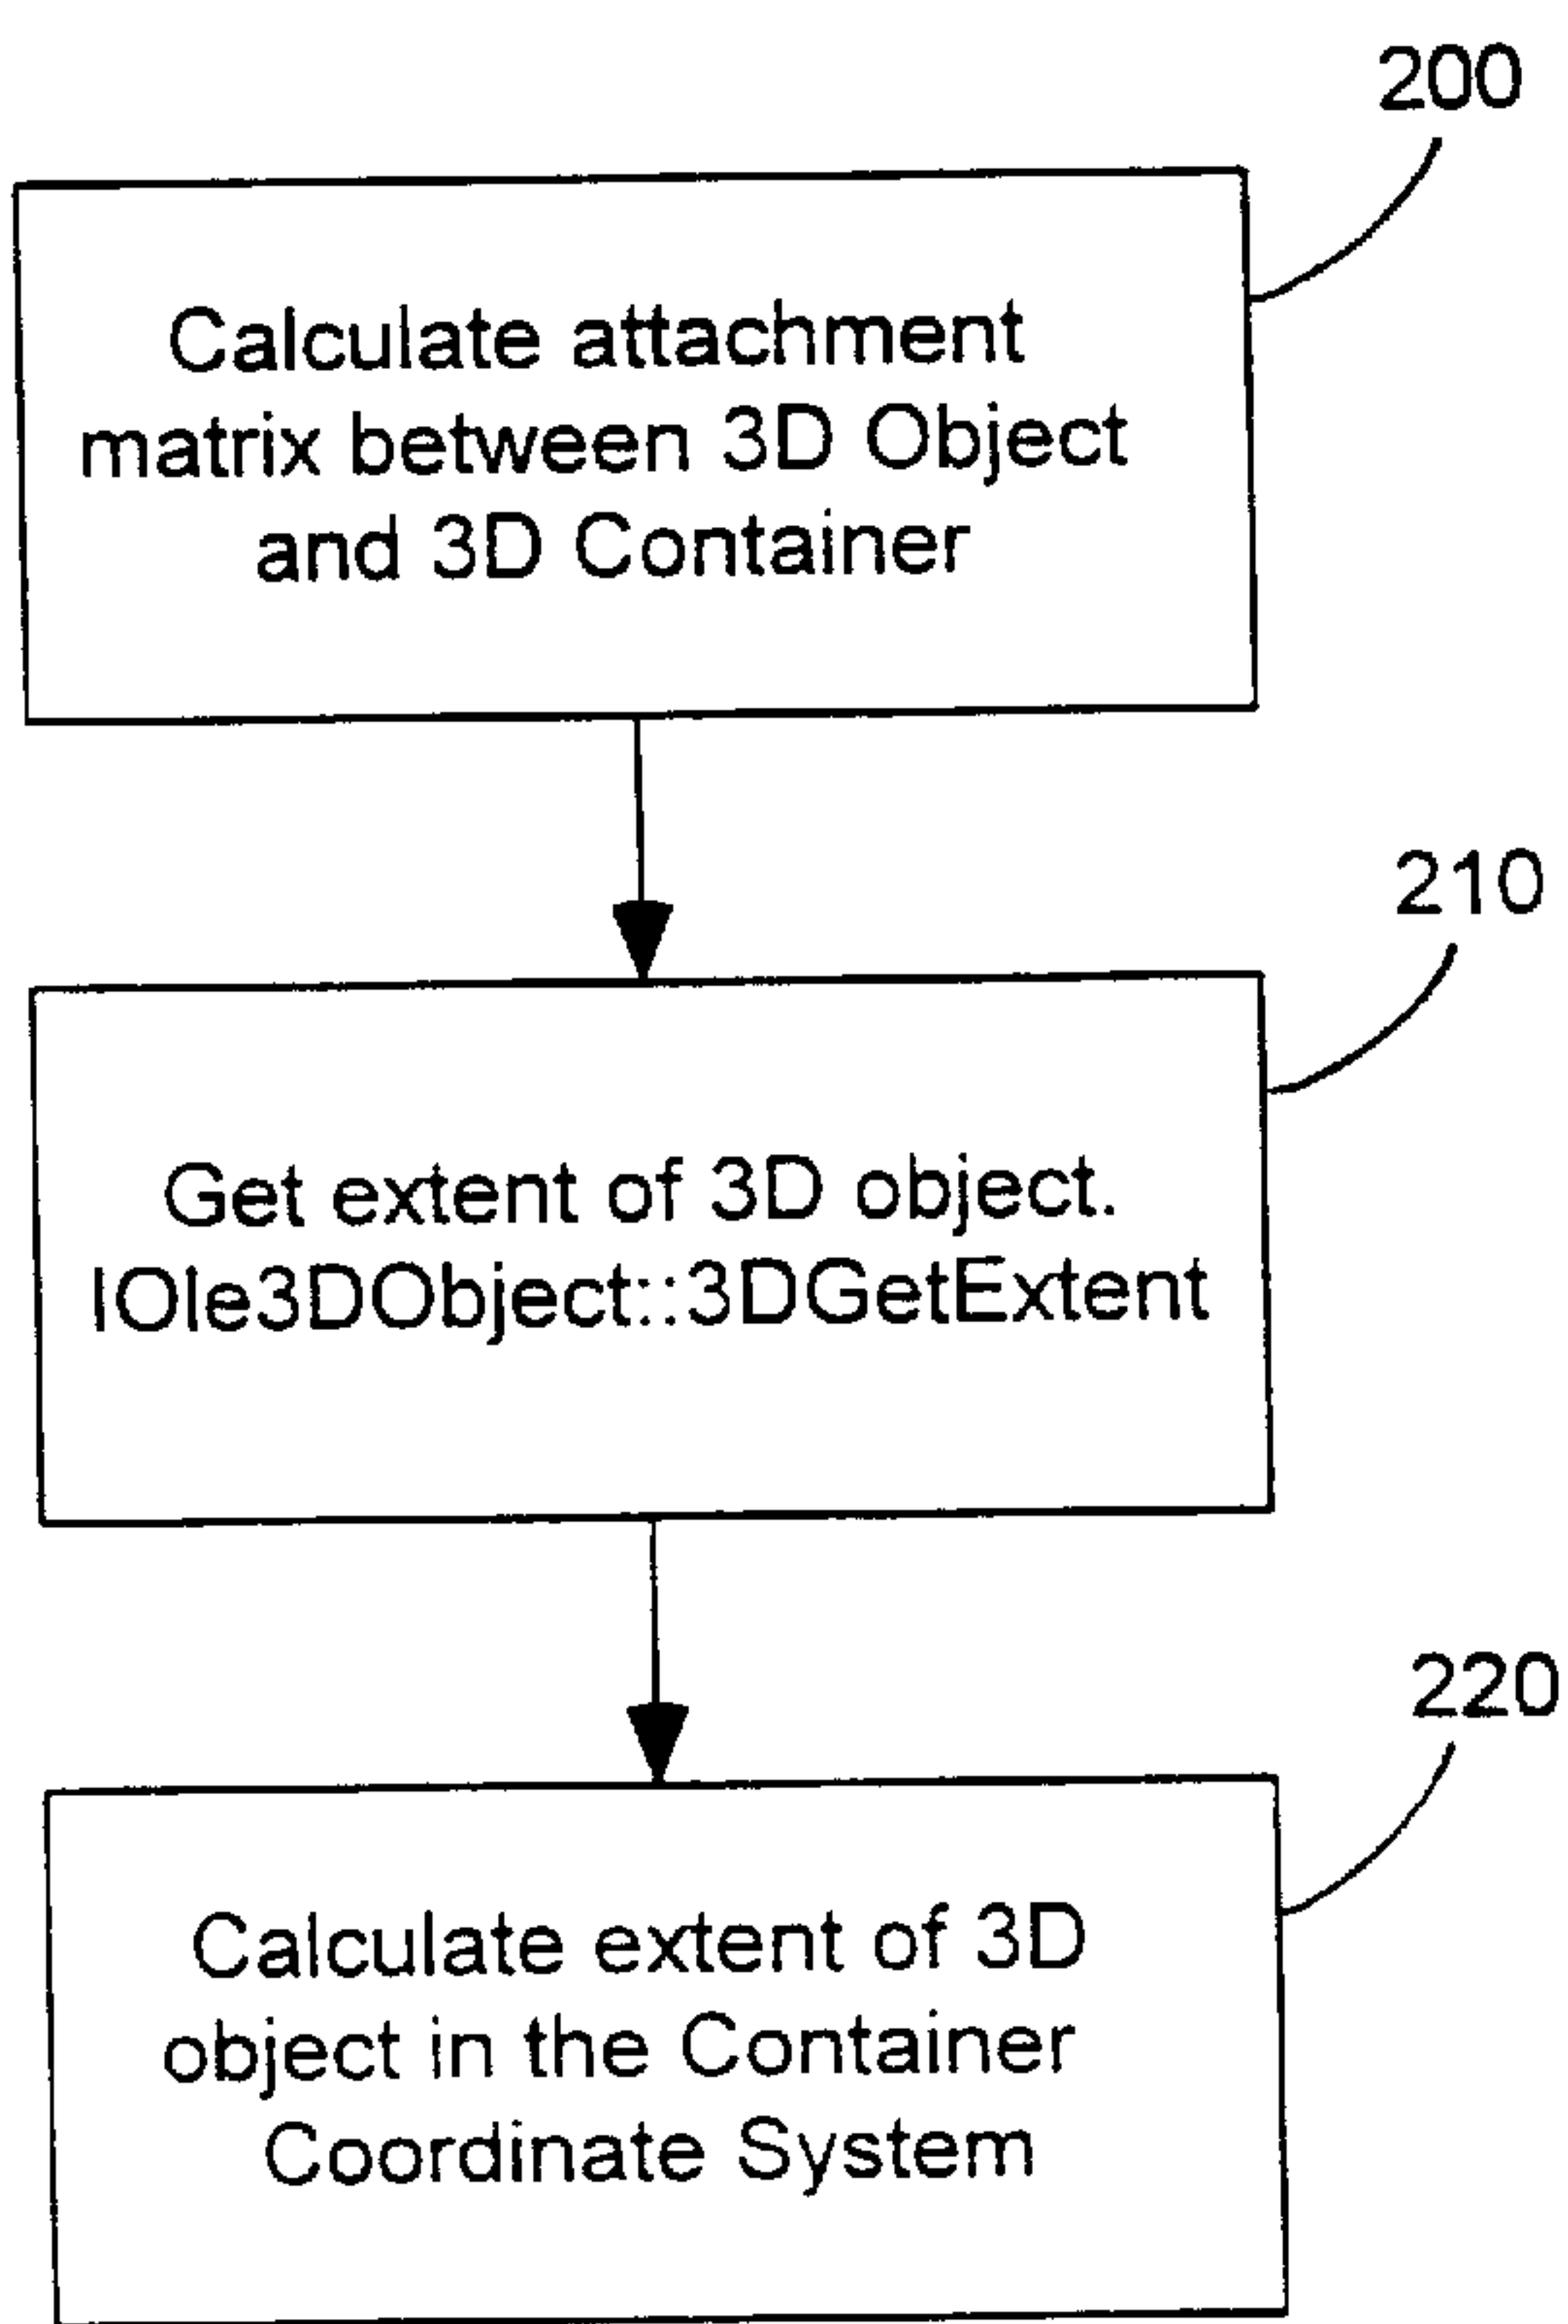 200
Calculate attachment
matrix between 3D Object
and 3D Container
210
Get extent of 3D object.
IOle3DObject::3DGetExtent
220
Calculate extent of 3D
object in the Container
Coordinate System